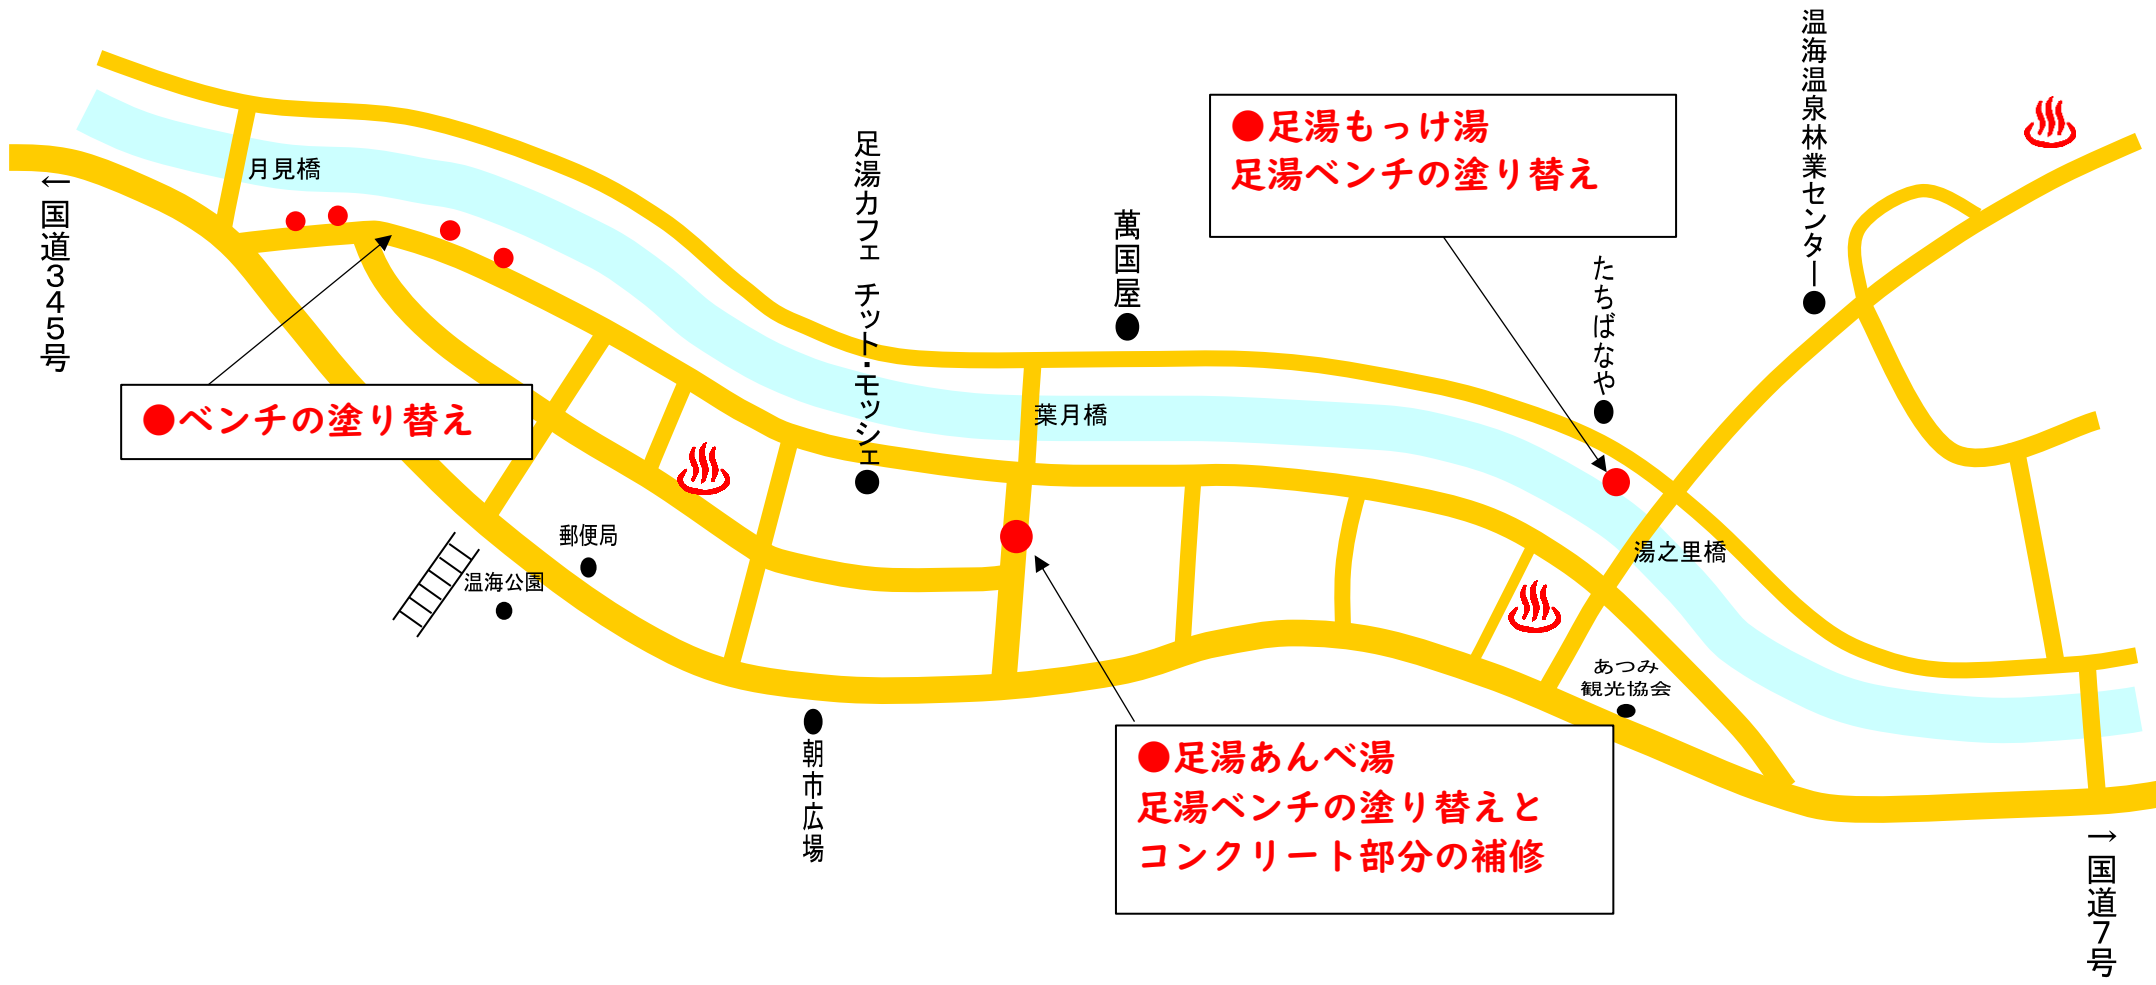 温海温泉林業センター
●足湯もっけ湯
足湯ベンチの塗り替え
足湯カフェ チット・モッシェ
月見橋
←国道345号
萬国屋
たちばなや
●ベンチの塗り替え
葉月橋
郵便局
温海公園
湯之里橋
あつみ
観光協会
朝市広場
●足湯あんべ湯
足湯ベンチの塗り替えと
コンクリート部分の補修
→国道7号